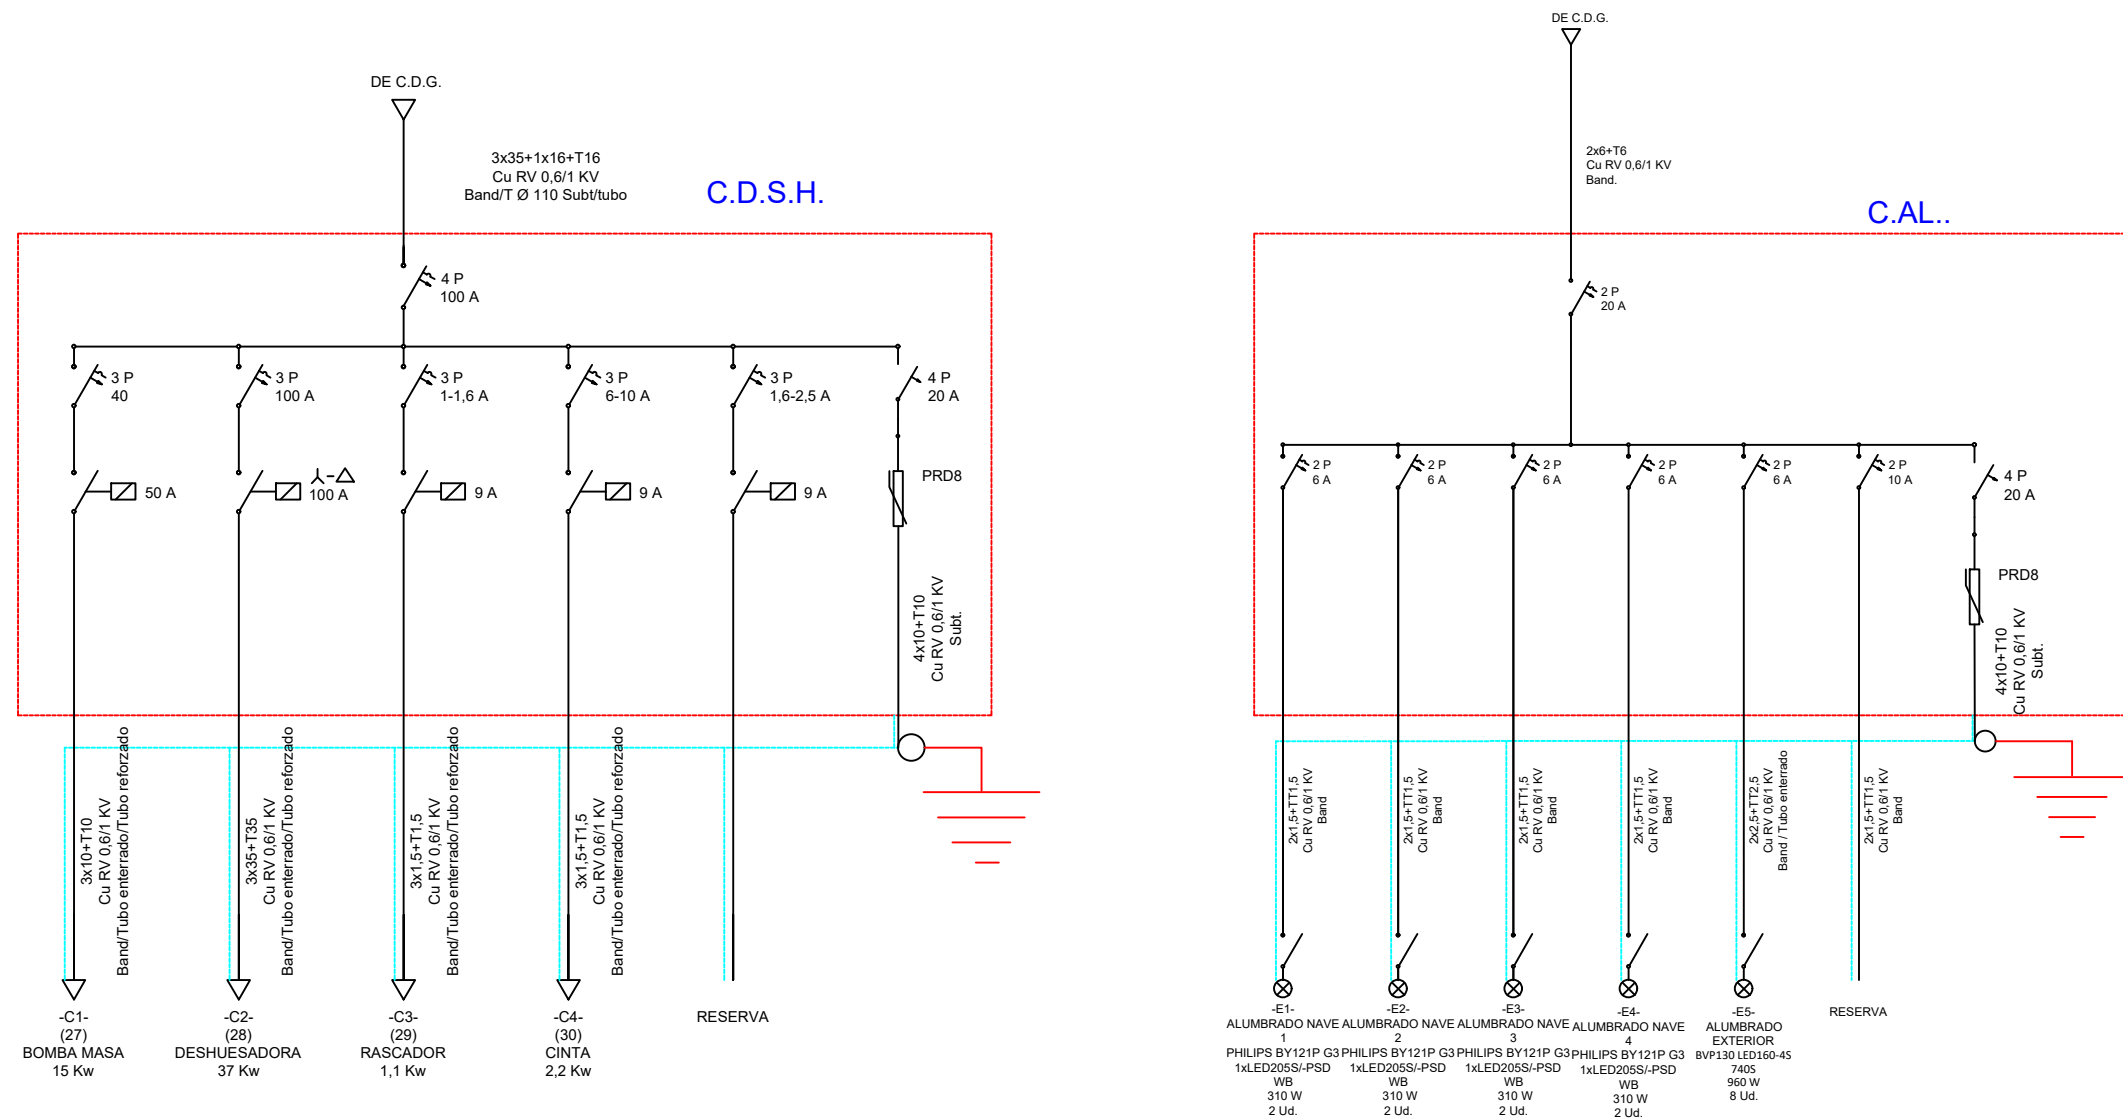 DE C.D.G.
3x35+1x16+T16
Cu RV 0,6/1 KV
Band/T Ø 110 Subt/tubo
C.D.S.H.
4 P
100 A
3 P
40
3 P
100 A
3 P
1-1,6 A
3 P
6-10 A
3 P
1,6-2,5 A
4 P
20 A
50 A
100 A
9 A
9 A
9 A
PRD8
4x10+T10
Cu RV 0,6/1 KV
Subt.
3x10+T10
Cu RV 0,6/1 KV
Band/Tubo enterrado/Tubo reforzado
3x35+T35
Cu RV 0,6/1 KV
Band/Tubo enterrado/Tubo reforzado
3x1,5+T1,5
Cu RV 0,6/1 KV
Band/Tubo enterrado/Tubo reforzado
3x1,5+T1,5
Cu RV 0,6/1 KV
Band/Tubo enterrado/Tubo reforzado
-C1-
(27)
BOMBA MASA
15 Kw
-C2-
(28)
DESHUESADORA
37 Kw
-C3-
(29)
RASCADOR
1,1 Kw
-C4-
(30)
CINTA
2,2 Kw
RESERVA
DE C.D.G.
2x6+T6
Cu RV 0,6/1 KV
Band.
C.AL..
2 P
20 A
2 P
6 A
2 P
6 A
2 P
6 A
2 P
6 A
2 P
6 A
2 P
10 A
4 P
20 A
PRD8
4x10+T10
Cu RV 0,6/1 KV
Subt.
2x1,5+TT1,5
Cu RV 0,6/1 KV
Band
2x1,5+TT1,5
Cu RV 0,6/1 KV
Band
2x1,5+TT1,5
Cu RV 0,6/1 KV
Band
2x1,5+TT1,5
Cu RV 0,6/1 KV
Band
2x2,5+TT2,5
Cu RV 0,6/1 KV
Band / Tubo enterrado
2x1,5+TT1,5
Cu RV 0,6/1 KV
Band
-E1-
ALUMBRADO NAVE
1
PHILIPS BY121P G3
1xLED205S/-PSD
WB
310 W
2 Ud.
-E2-
ALUMBRADO NAVE
2
PHILIPS BY121P G3
1xLED205S/-PSD
WB
310 W
2 Ud.
-E3-
ALUMBRADO NAVE
3
PHILIPS BY121P G3
1xLED205S/-PSD
WB
310 W
2 Ud.
-E4-
ALUMBRADO NAVE
4
PHILIPS BY121P G3
1xLED205S/-PSD
WB
310 W
2 Ud.
-E5-
ALUMBRADO
EXTERIOR
BVP130 LED160-4S
740S
960 W
8 Ud.
RESERVA